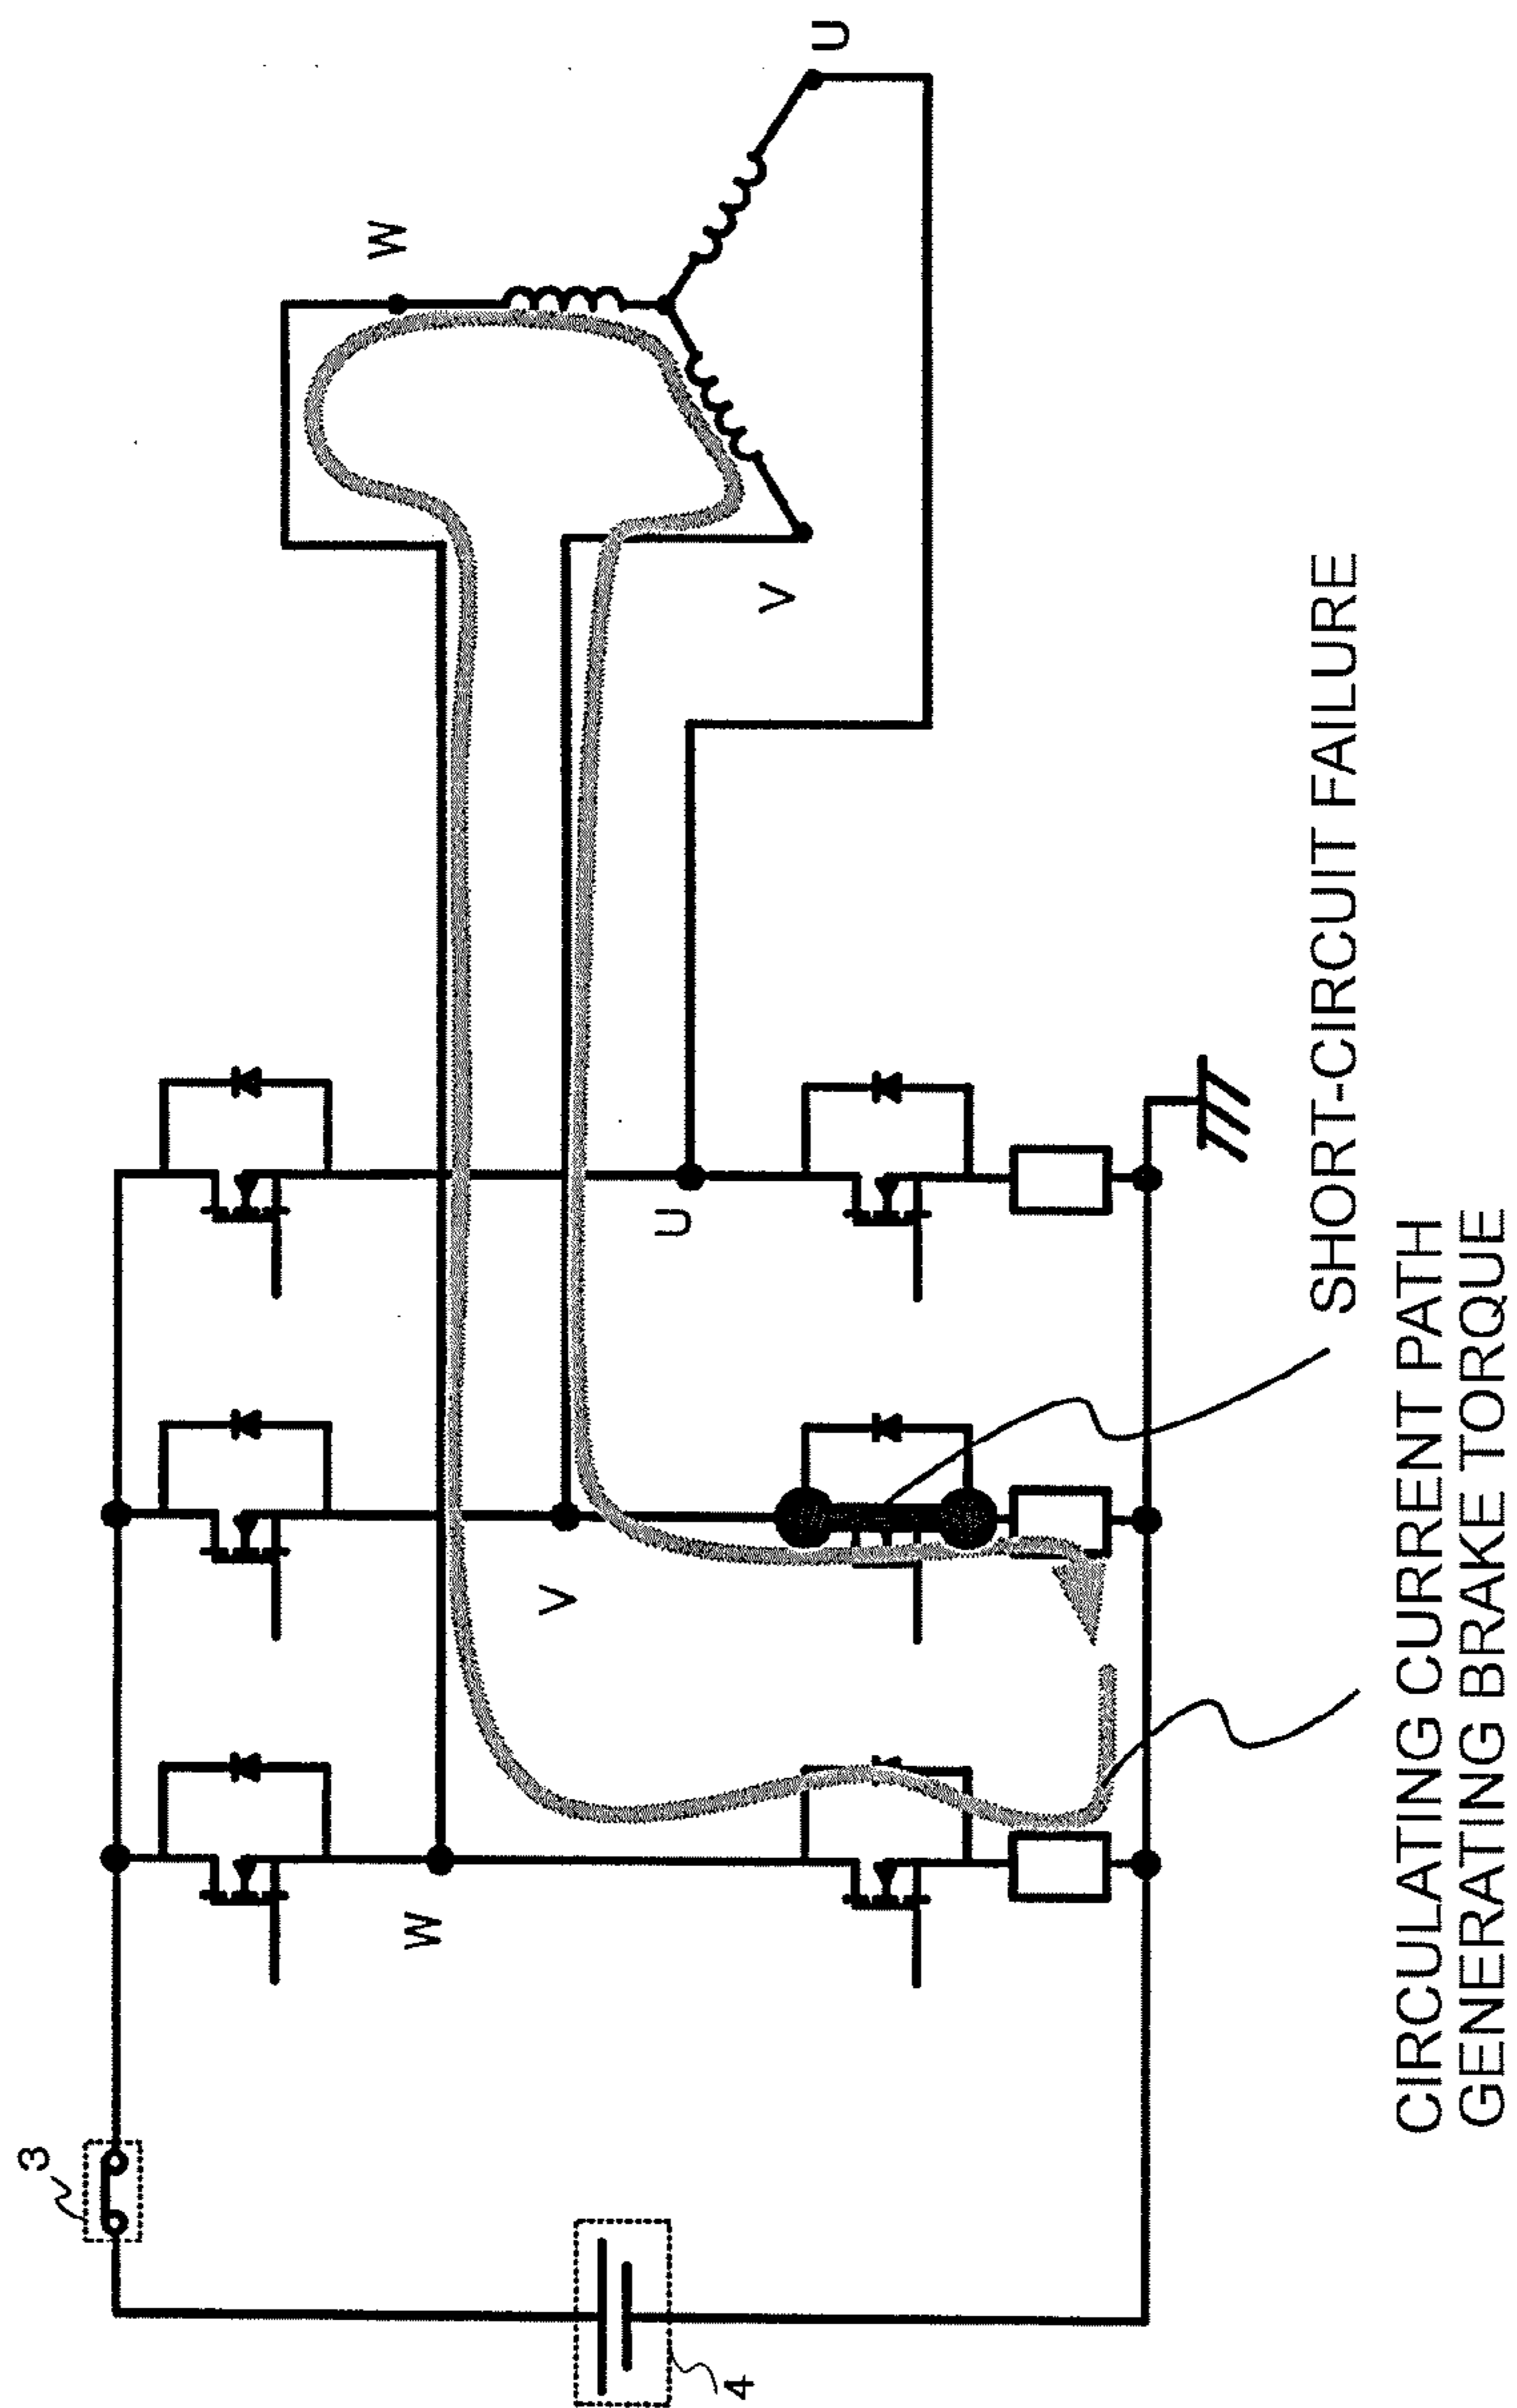 3
4
W
V
U
W
V
U
SHORT-CIRCUIT FAILURE
CIRCULATING CURRENT PATH
GENERATING BRAKE TORQUE